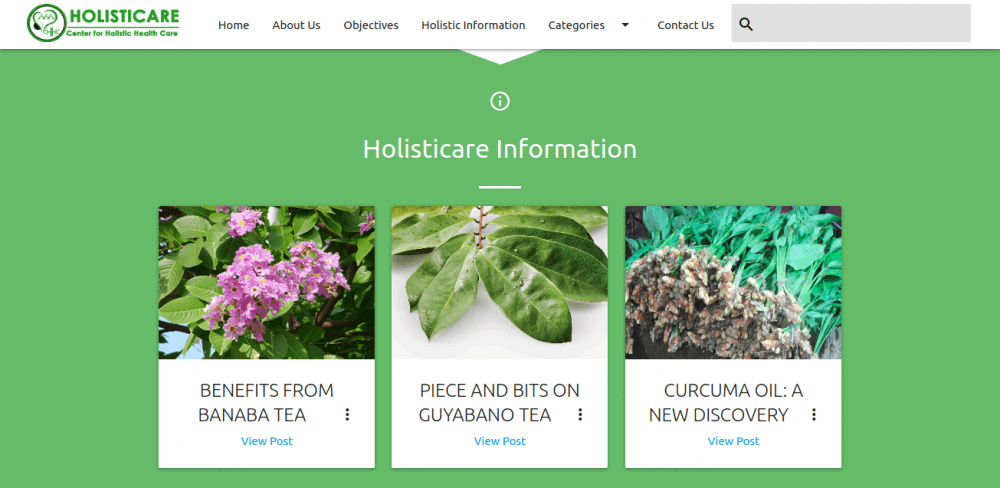 HOLISTICARE
Center for Holistic Health Care
Home About Us Objectives Holistic Information Categories Contact Us
Holisticare Information
BENEFITS FROM
BANABA TEA
View Post
PIECE AND BITS ON
GUYABANO TEA
View Post
CURCUMA OIL: A
NEW DISCOVERY
View Post